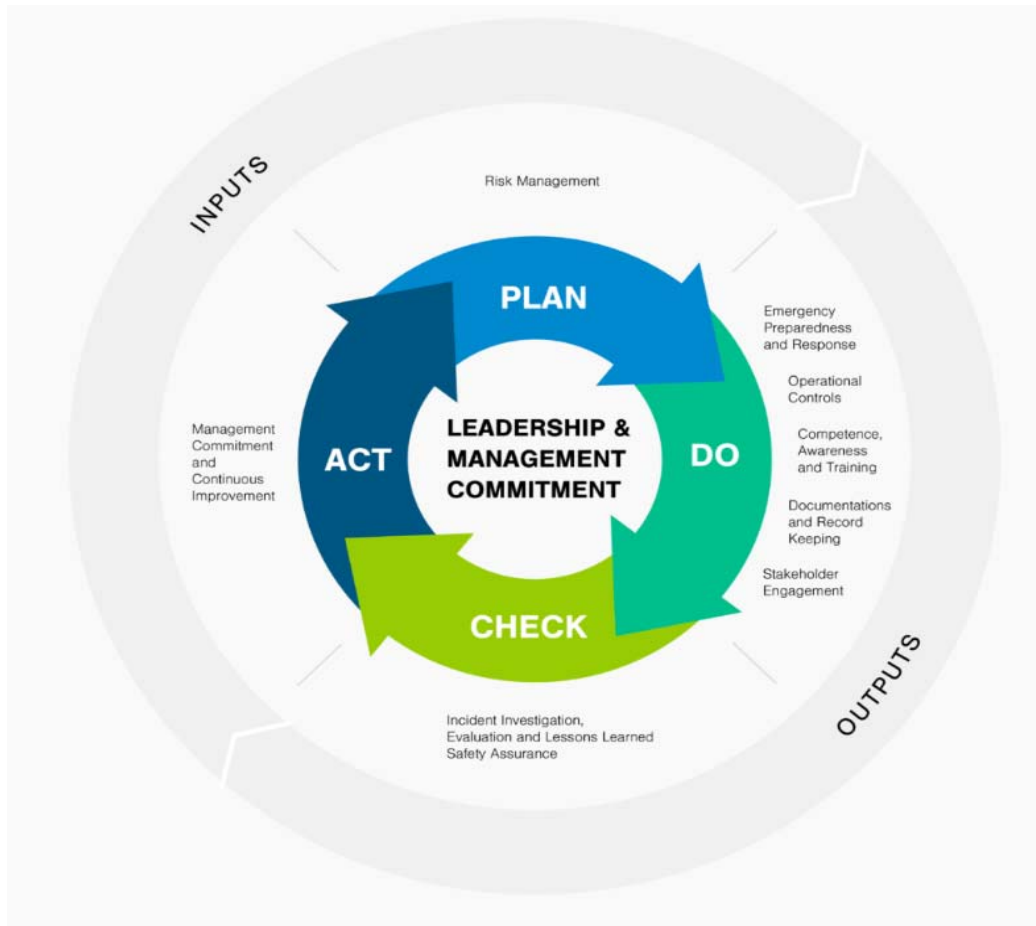 INPUTS
Risk Management
PLAN
Emergency
Preparedness
and Response
Operational
Controls
Competence,
Awareness
and Training
Documentations
and Record
Keeping
Stakeholder
Engagement
DO
LEADERSHIP &
MANAGEMENT
COMMITMENT
ACT
Management
Commitment
and
Continuous
Improvement
CHECK
Incident Investigation,
Evaluation and Lessons Learned
Safety Assurance
OUTPUTS